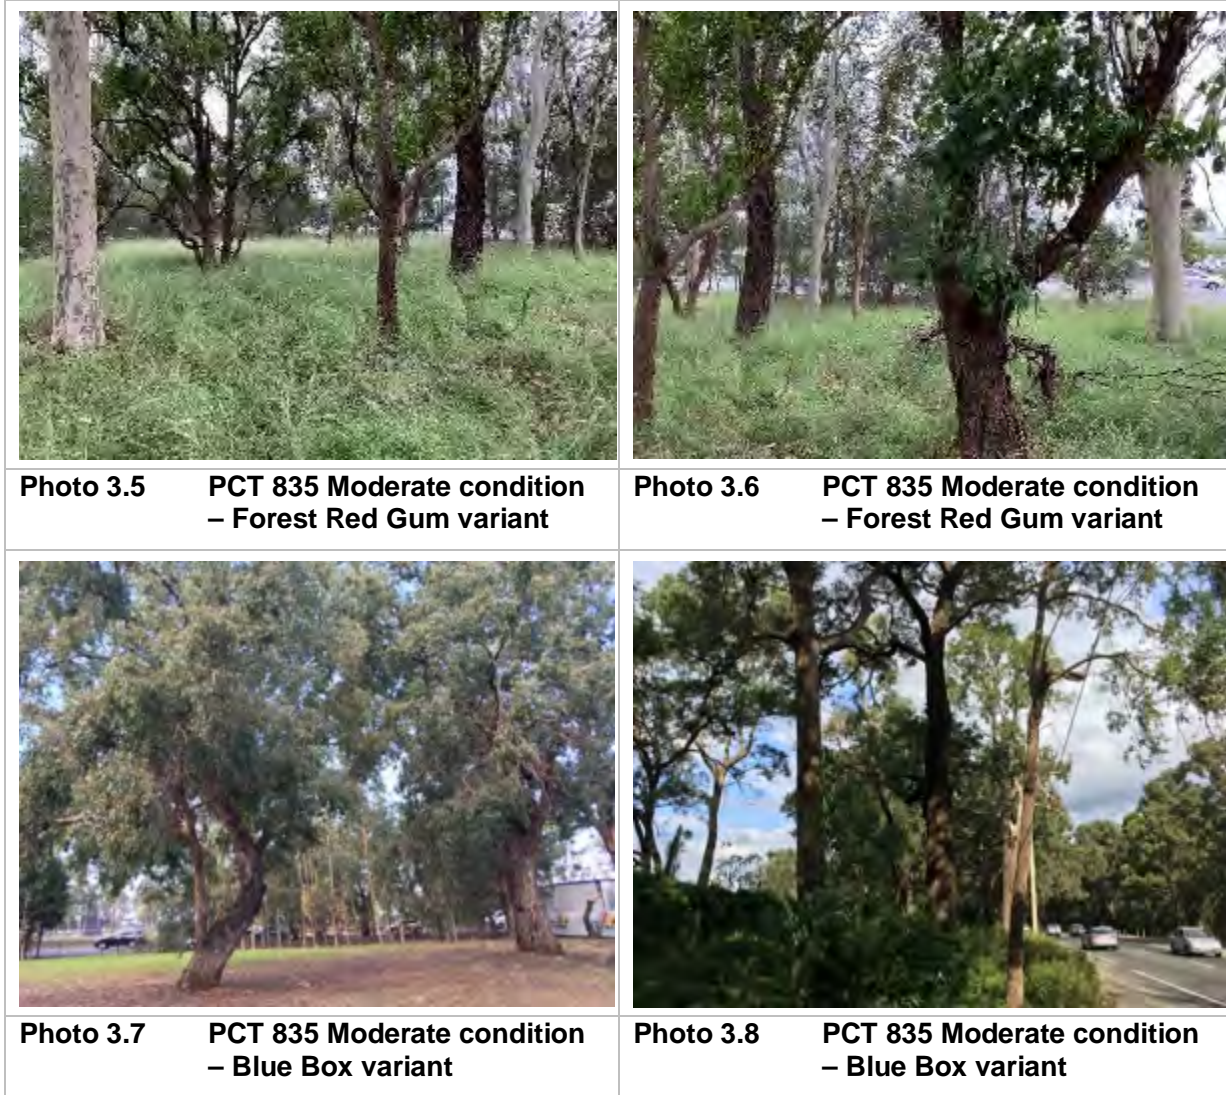 Photo 3.5 PCT 835 Moderate condition
– Forest Red Gum variant
Photo 3.6 PCT 835 Moderate condition
– Forest Red Gum variant
Photo 3.7 PCT 835 Moderate condition
– Blue Box variant
Photo 3.8 PCT 835 Moderate condition
– Blue Box variant